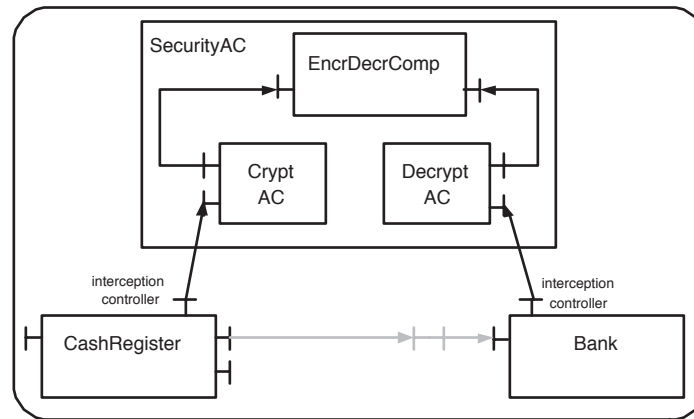 SecurityAC
EncrDecrComp
Crypt
AC
Decrypt
AC
interception
controller
interception
controller
CashRegister
Bank